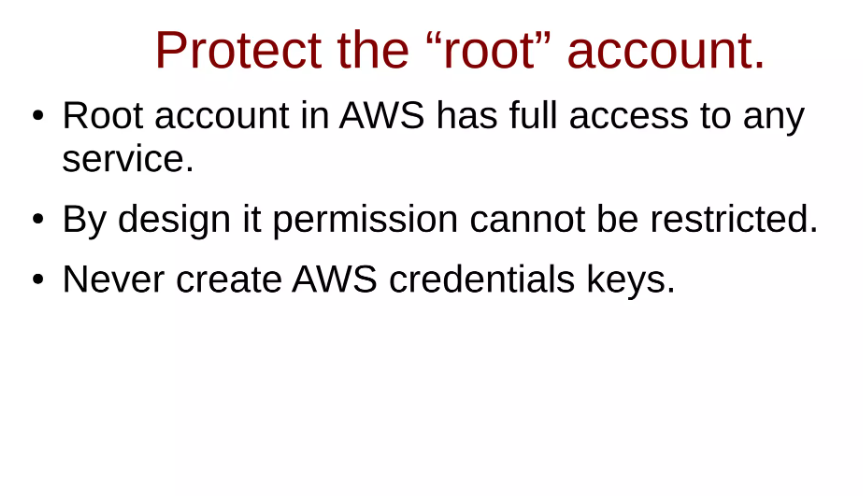 Protect the “root” account.
• Root account in AWS has full access to any
service.
• By design it permission cannot be restricted.
• Never create AWS credentials keys.